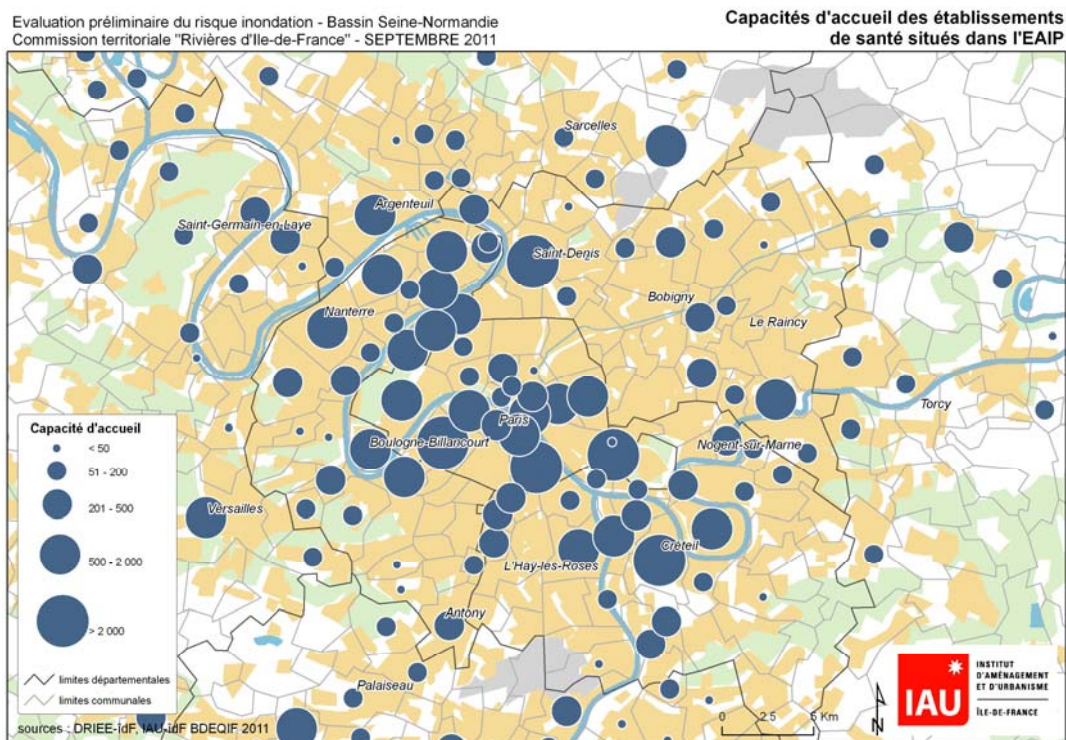 Evaluation préliminaire du risque inondation - Bassin Seine-Normandie
Commission territoriale "Rivières d'Ile-de-France" - SEPTEMBRE 2011
Capacités d'accueil des établissements
de santé situés dans l'EAIP
Sarcelles
Argenteuil
Saint-Germain-en-Laye
Saint-Denis
Bobigny
Nanterre
Le Raincy
Torcy
Paris
Boulogne-Billancourt
Nogent-sur-Marne
Versailles
Créteil
L'Hay-les-Roses
Antony
Palaiseau
Capacité d'accueil
< 50
51 - 200
201 - 500
500 - 2 000
> 2 000
limites départementales
limites communales
sources : DRIEE-îdF, IAU-îdF BDEQIF 2011
0 2.5 5 Km
N
IAU
INSTITUT
D'AMÉNAGEMENT
ET D'URBANISME
ÎLE-DE-FRANCE